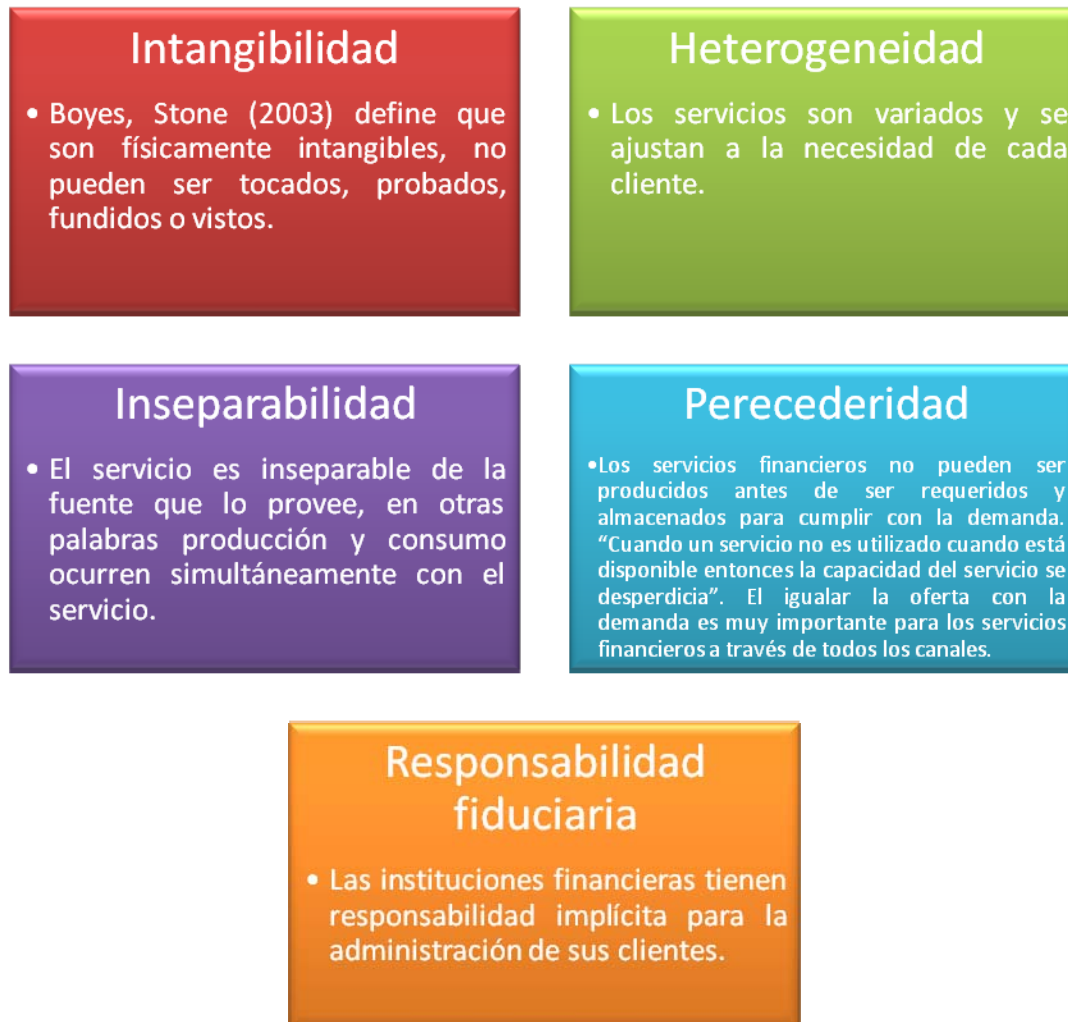 Intangibilidad
• Boyes, Stone (2003) define que
son físicamente intangibles, no
pueden ser tocados, probados,
fundidos o vistos.
Heterogeneidad
• Los servicios son variados y se
ajustan a la necesidad de cada
cliente.
Inseparabilidad
• El servicio es inseparable de la
fuente que lo provee, en otras
palabras producción y consumo
ocurren simultáneamente con el
servicio.
Perecederidad
•Los servicios financieros no pueden ser
producidos antes de ser requeridos y
almacenados para cumplir con la demanda.
“Cuando un servicio no es utilizado cuando está
disponible entonces la capacidad del servicio se
desperdicia”. El igualar la oferta con la
demanda es muy importante para los servicios
financieros a través de todos los canales.
Responsabilidad
fiduciaria
• Las instituciones financieras tienen
responsabilidad implícita para la
administración de sus clientes.